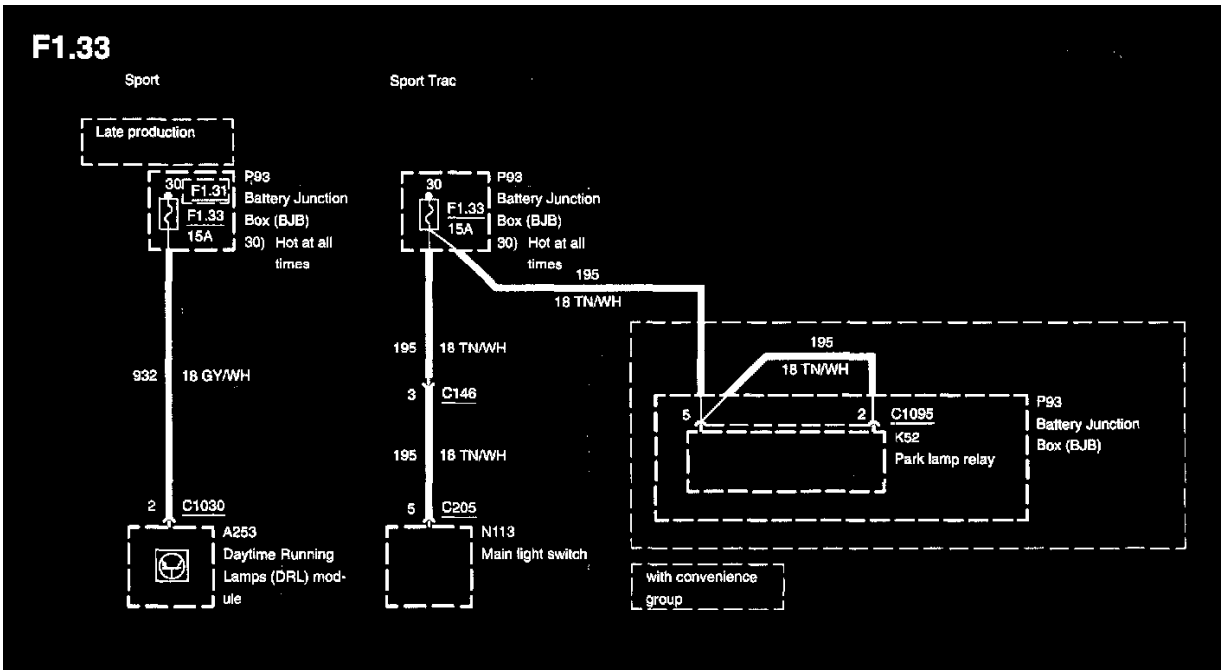 F1.33
Sport
Sport Trac
Late production
30
F1.31
F1.33
15A
P93
Battery Junction
Box (BJB)
30) Hot at all
times
30
F1.33
15A
P93
Battery Junction
Box (BJB)
30) Hot at all
times
195
18 TN/WH
195
18 TN/WH
195
18 TN/WH
932
18 GY/WH
3
C146
5
2
C1095
K52
Park lamp relay
P93
Battery Junction
Box (BJB)
195
18 TN/WH
2
C1030
5
C205
A253
Daytime Running
Lamps (DRL) mod-
ule
N113
Main light switch
with convenience
group